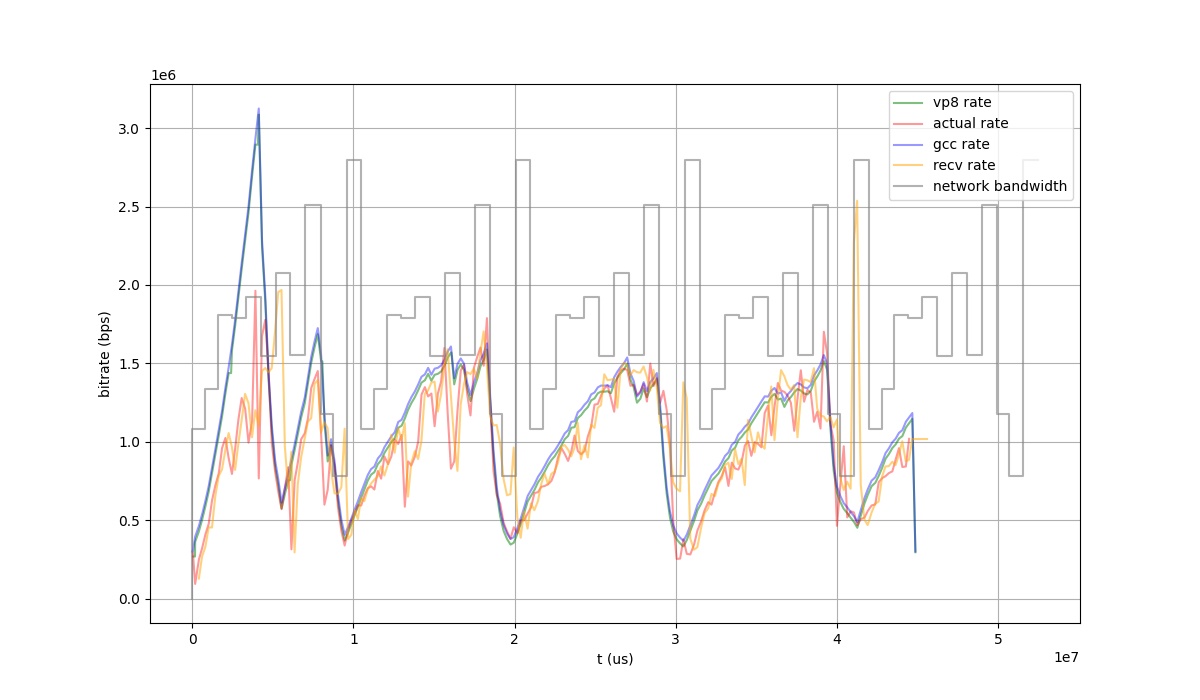 1e6
3.0
2.5
2.0
1.5
1.0
0.5
0.0
bitrate (bps)
0
1
2
3
4
5
t (us)
1e7
vp8 rate
actual rate
gcc rate
recv rate
network bandwidth